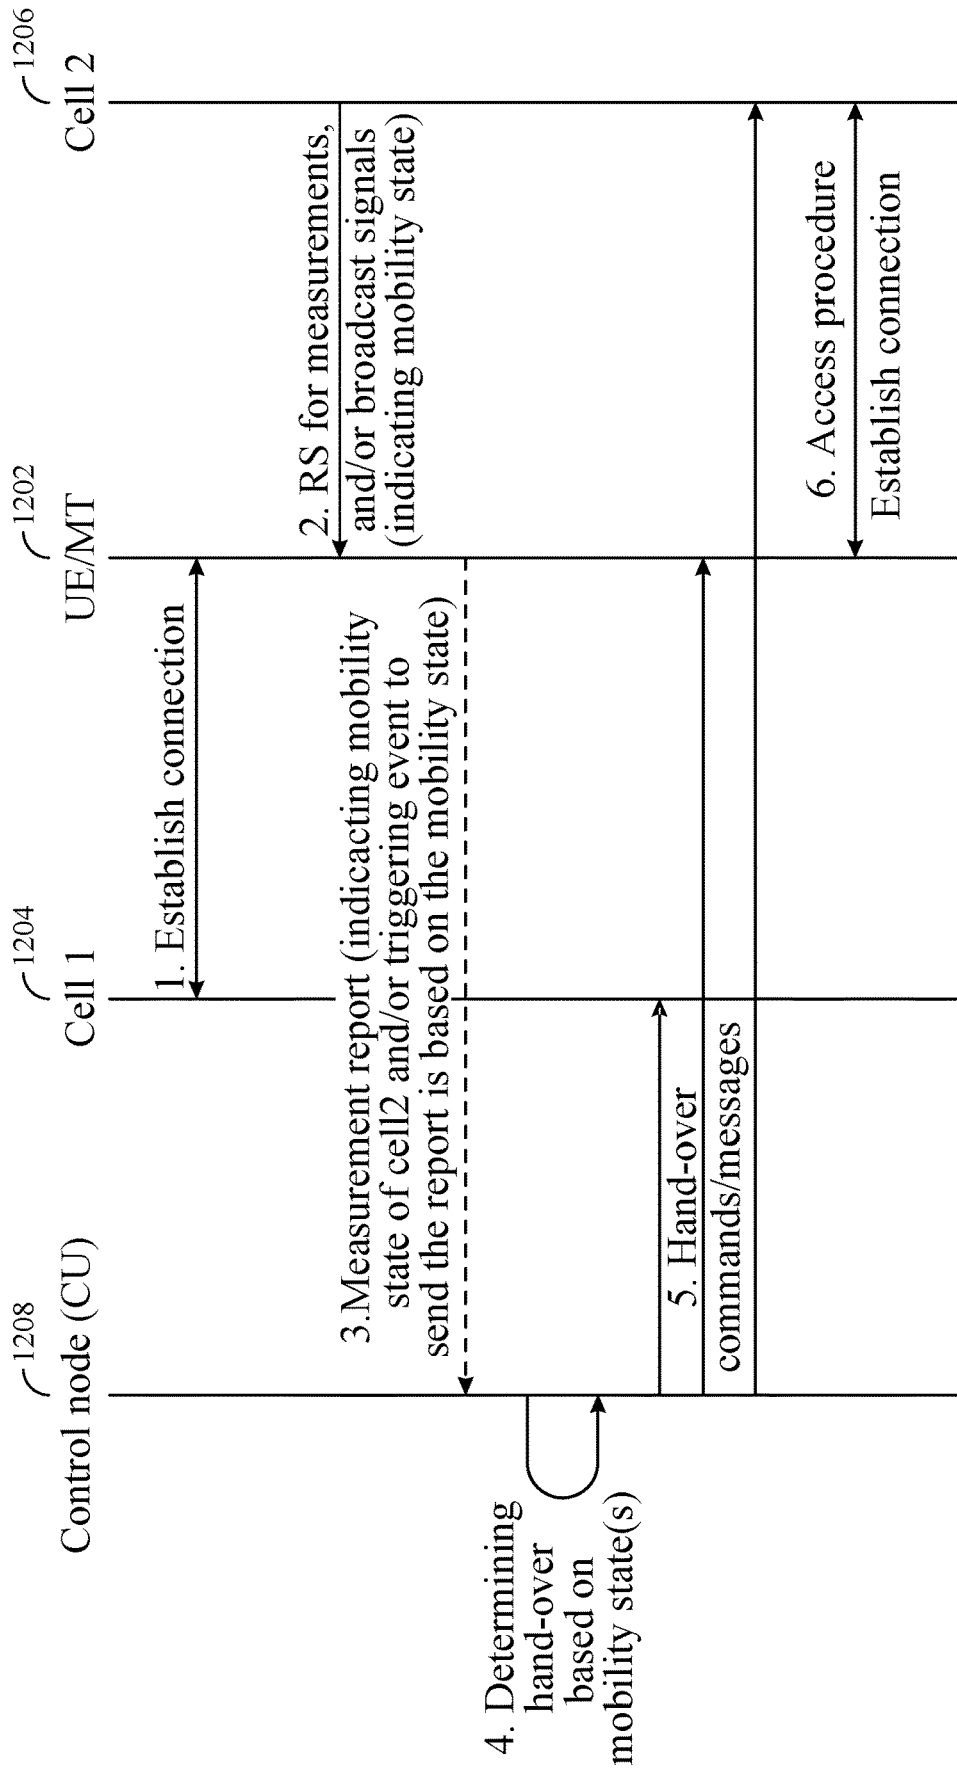 Control node (CU)
1208
Cell 1
1204
UE/MT
1202
Cell 2
1206
1. Establish connection
2. RS for measurements,
and/or broadcast signals
(indicating mobility state)
3.Measurement report (indicacting mobility
state of cell2 and/or triggering event to
send the report is based on the mobility state)
4. Determining
hand-over
based on
mobility state(s)
5. Hand-over
commands/messages
6. Access procedure
Establish connection